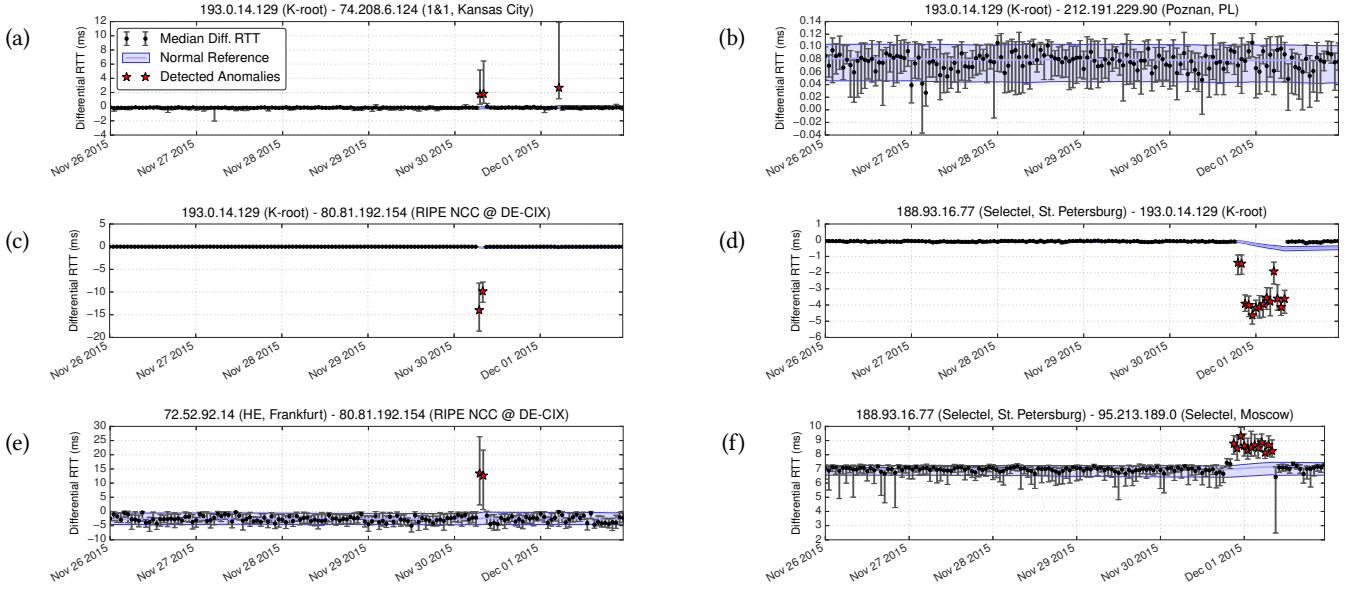 (a)
193.0.14.129 (K-root) - 74.208.6.124 (1&1, Kansas City)
Differential RTT (ms)
12
10
8
6
4
2
0
−2
−4
Median Diff. RTT
Normal Reference
Detected Anomalies
Nov 26 2015
Nov 27 2015
Nov 28 2015
Nov 29 2015
Nov 30 2015
Dec 01 2015
(b)
193.0.14.129 (K-root) - 212.191.229.90 (Poznan, PL)
Differential RTT (ms)
0.14
0.12
0.10
0.08
0.06
0.04
0.02
0.00
−0.02
−0.04
Nov 26 2015
Nov 27 2015
Nov 28 2015
Nov 29 2015
Nov 30 2015
Dec 01 2015
(c)
193.0.14.129 (K-root) - 80.81.192.154 (RIPE NCC @ DE-CIX)
Differential RTT (ms)
5
0
−5
−10
−15
−20
Nov 26 2015
Nov 27 2015
Nov 28 2015
Nov 29 2015
Nov 30 2015
Dec 01 2015
(d)
188.93.16.77 (Selectel, St. Petersburg) - 193.0.14.129 (K-root)
Differential RTT (ms)
1
0
−1
−2
−3
−4
−5
−6
Nov 26 2015
Nov 27 2015
Nov 28 2015
Nov 29 2015
Nov 30 2015
Dec 01 2015
(e)
72.52.92.14 (HE, Frankfurt) - 80.81.192.154 (RIPE NCC @ DE-CIX)
Differential RTT (ms)
30
25
20
15
10
5
0
−5
−10
Nov 26 2015
Nov 27 2015
Nov 28 2015
Nov 29 2015
Nov 30 2015
Dec 01 2015
(f)
188.93.16.77 (Selectel, St. Petersburg) - 95.213.189.0 (Selectel, Moscow)
Differential RTT (ms)
10
9
8
7
6
5
4
3
2
Nov 26 2015
Nov 27 2015
Nov 28 2015
Nov 29 2015
Nov 30 2015
Dec 01 2015